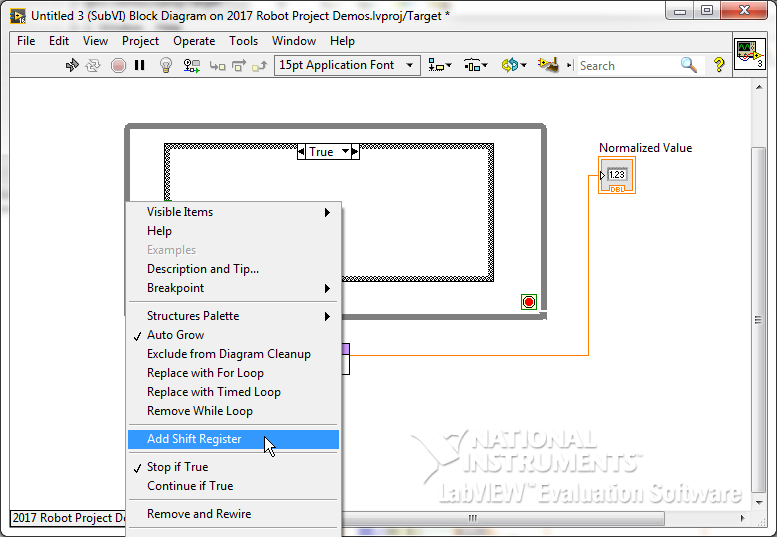 Untitled 3 (SubVI) Block Diagram on 2017 Robot Project Demos.lvproj/Target *
File Edit View Project Operate Tools Window Help
15pt Application Font Search ? 3
True
Normalized Value
1.23
DBL
Visible Items
Help
Examples
Description and Tip...
Breakpoint
Structures Palette
Auto Grow
Exclude from Diagram Cleanup
Replace with For Loop
Replace with Timed Loop
Remove While Loop
Add Shift Register
Stop if True
Continue if True
Remove and Rewire
NATIONAL
INSTRUMENTS™
LabVIEW™ Evaluation Software
2017 Robot Project De